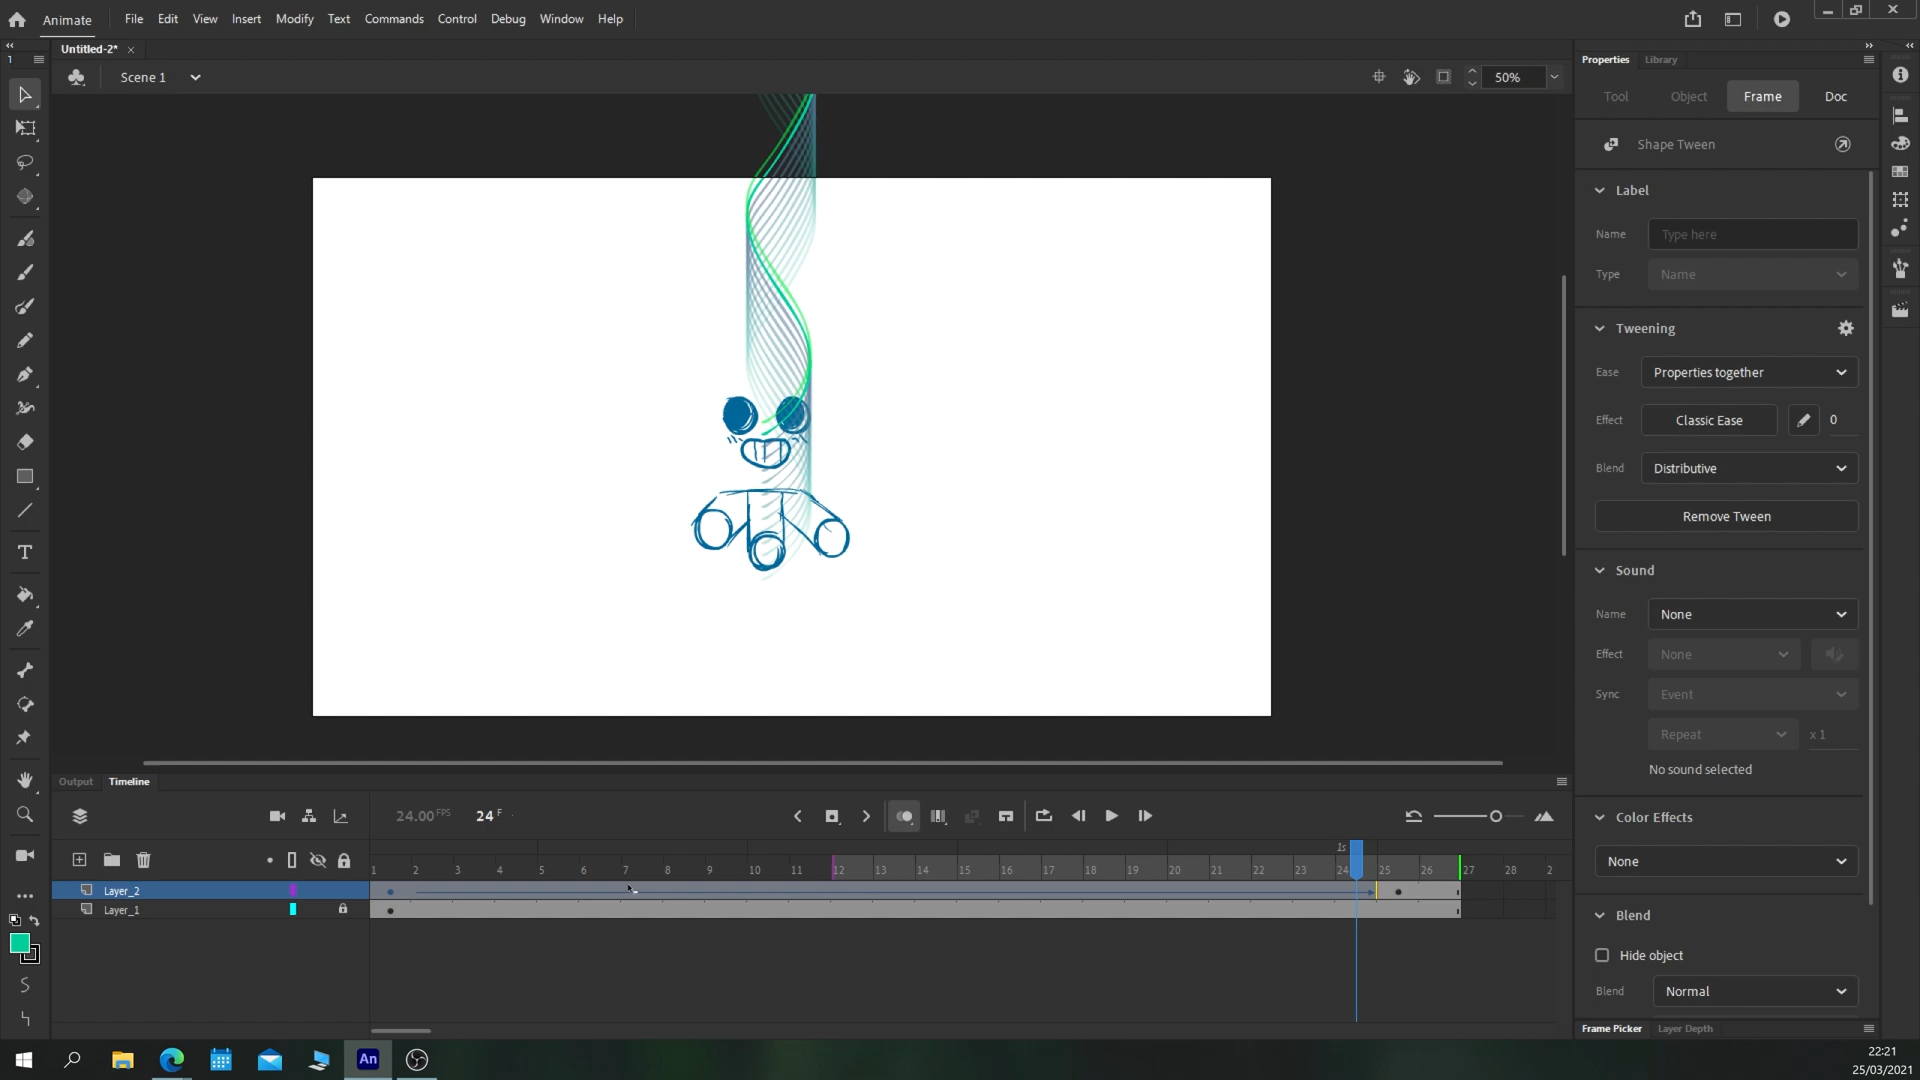 Animate File Edit View Insert Modify Text Commands Control Debug Window Help
Untitled-2* ×
1
Scene 1
50%
Properties Library
Tool Object Frame Doc
Shape Tween
Label
Name Type here
Type Name
Tweening
Ease Properties together
Effect Classic Ease 0
Blend Distributive
Remove Tween
Sound
Name None
Effect None
Sync Event
Repeat x 1
No sound selected
Color Effects
None
Blend
Hide object
Blend Normal
Frame Picker Layer Depth
Output Timeline
24.00 FPS 24 F
1s
1 2 3 4 5 6 7 8 9 10 11 12 13 14 15 16 17 18 19 20 21 22 23 24 25 26 27 28 2
Layer_2
Layer_1
An
22:21
25/03/2021